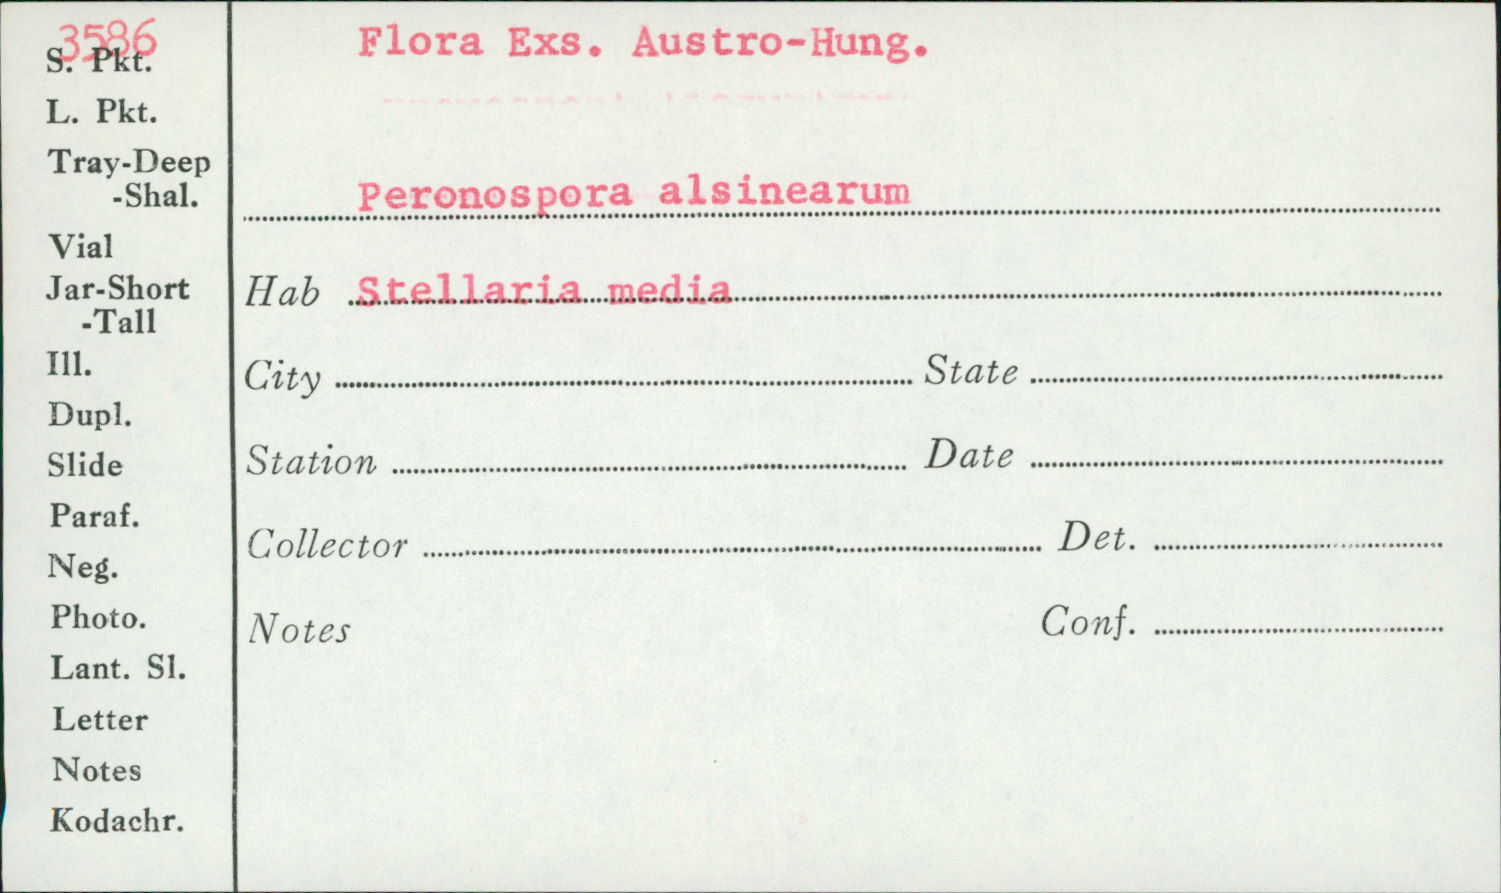 3586
S. Pkt.
L. Pkt.
Tray-Deep
-Shal.
Vial
Jar-Short
-Tall
Ill.
Dupl.
Slide
Paraf.
Neg.
Photo.
Lant. Sl.
Letter
Notes
Kodachr.
Flora Exs. Austro-Hung.
Peronospora alsinearum
Hab Stellaria media
City State
Station Date
Collector Det.
Notes Conf.